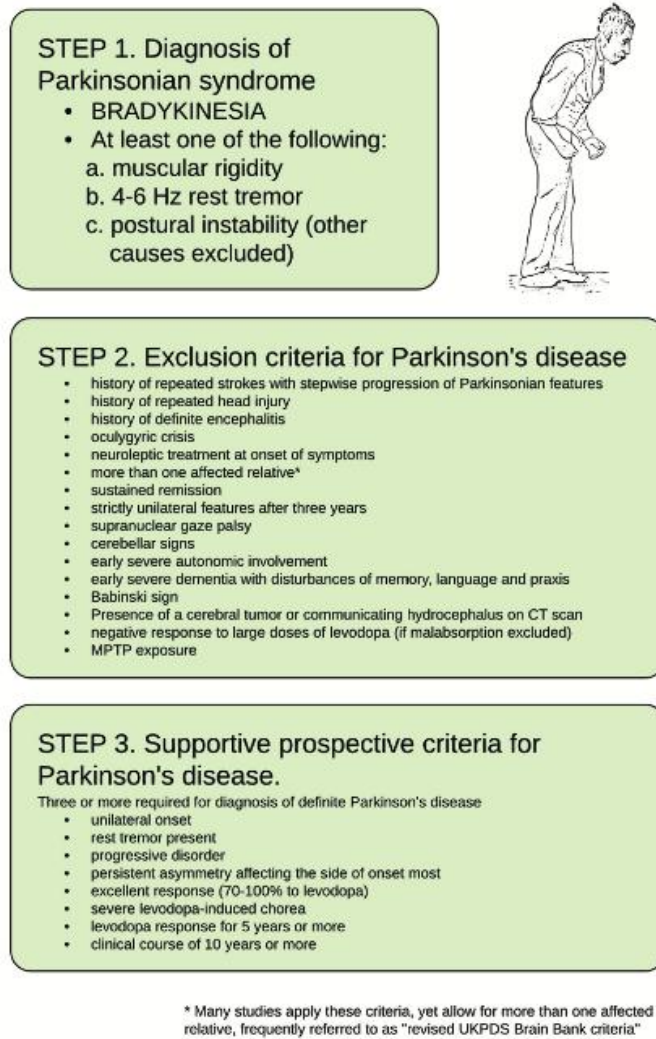 STEP 1. Diagnosis of
Parkinsonian syndrome
• BRADYKINESIA
• At least one of the following:
a. muscular rigidity
b. 4-6 Hz rest tremor
c. postural instability (other
causes excluded)
STEP 2. Exclusion criteria for Parkinson's disease
• history of repeated strokes with stepwise progression of Parkinsonian features
• history of repeated head injury
• history of definite encephalitis
• oculygyric crisis
• neuroleptic treatment at onset of symptoms
• more than one affected relative*
• sustained remission
• strictly unilateral features after three years
• supranuclear gaze palsy
• cerebellar signs
• early severe autonomic involvement
• early severe dementia with disturbances of memory, language and praxis
• Babinski sign
• Presence of a cerebral tumor or communicating hydrocephalus on CT scan
• negative response to large doses of levodopa (if malabsorption excluded)
• MPTP exposure
STEP 3. Supportive prospective criteria for
Parkinson's disease.
Three or more required for diagnosis of definite Parkinson's disease
• unilateral onset
• rest tremor present
• progressive disorder
• persistent asymmetry affecting the side of onset most
• excellent response (70-100% to levodopa)
• severe levodopa-induced chorea
• levodopa response for 5 years or more
• clinical course of 10 years or more
* Many studies apply these criteria, yet allow for more than one affected
relative, frequently referred to as "revised UKPDS Brain Bank criteria"